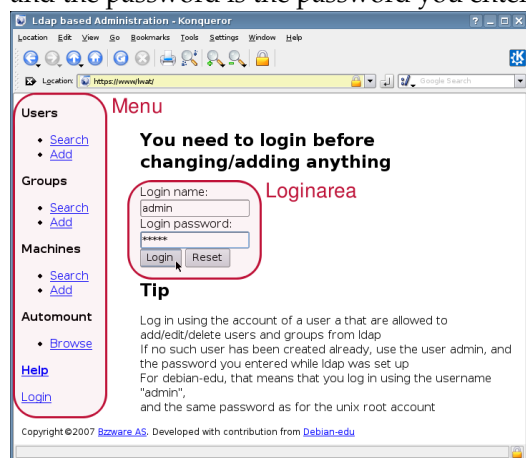 and the password is the password you enter
Ldap based Administration - Konqueror
Location Edit View Go Bookmarks Tools Settings Window Help
Location: https://www/lwat/ Google Search
Menu
Users
Search
Add
Groups
Search
Add
Machines
Search
Add
Automount
Browse
Help
Login
You need to login before
changing/adding anything
Loginarea
Login name:
admin
Login password:
*****
Login Reset
Tip
Log in using the account of a user a that are allowed to
add/edit/delete users and groups from ldap
If no such user has been created already, use the user admin, and
the password you entered while ldap was set up
For debian-edu, that means that you log in using the username
"admin",
and the same password as for the unix root account
Copyright©2007 Bzzware AS. Developed with contribution from Debian-edu